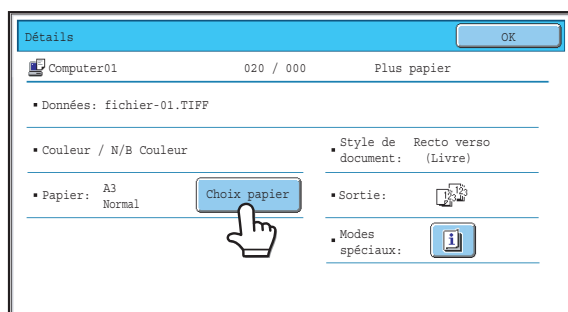 Détails
OK
Computer01 020 / 000 Plus papier
▪ Données: fichier-01.TIFF
▪ Couleur / N/B Couleur
▪ Style de document: Recto verso (Livre)
▪ Papier: A3 Normal
Choix papier
▪ Sortie:
▪ Modes spéciaux: